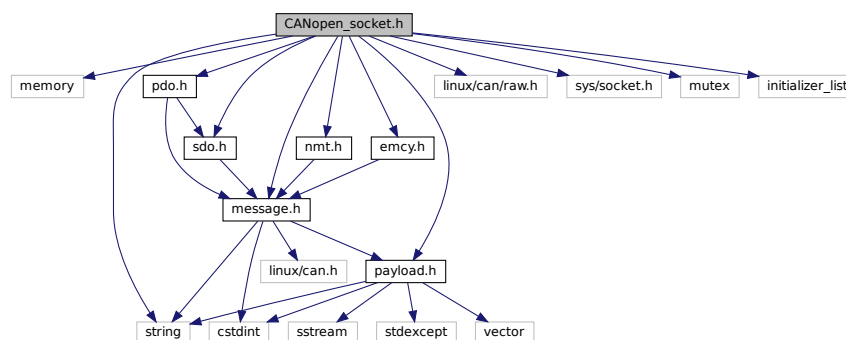 CANopen_socket.h
memory
pdo.h
linux/can/raw.h
sys/socket.h
mutex
initializer_list
sdo.h
nmt.h
emcy.h
message.h
linux/can.h
payload.h
string
cstdint
sstream
stdexcept
vector